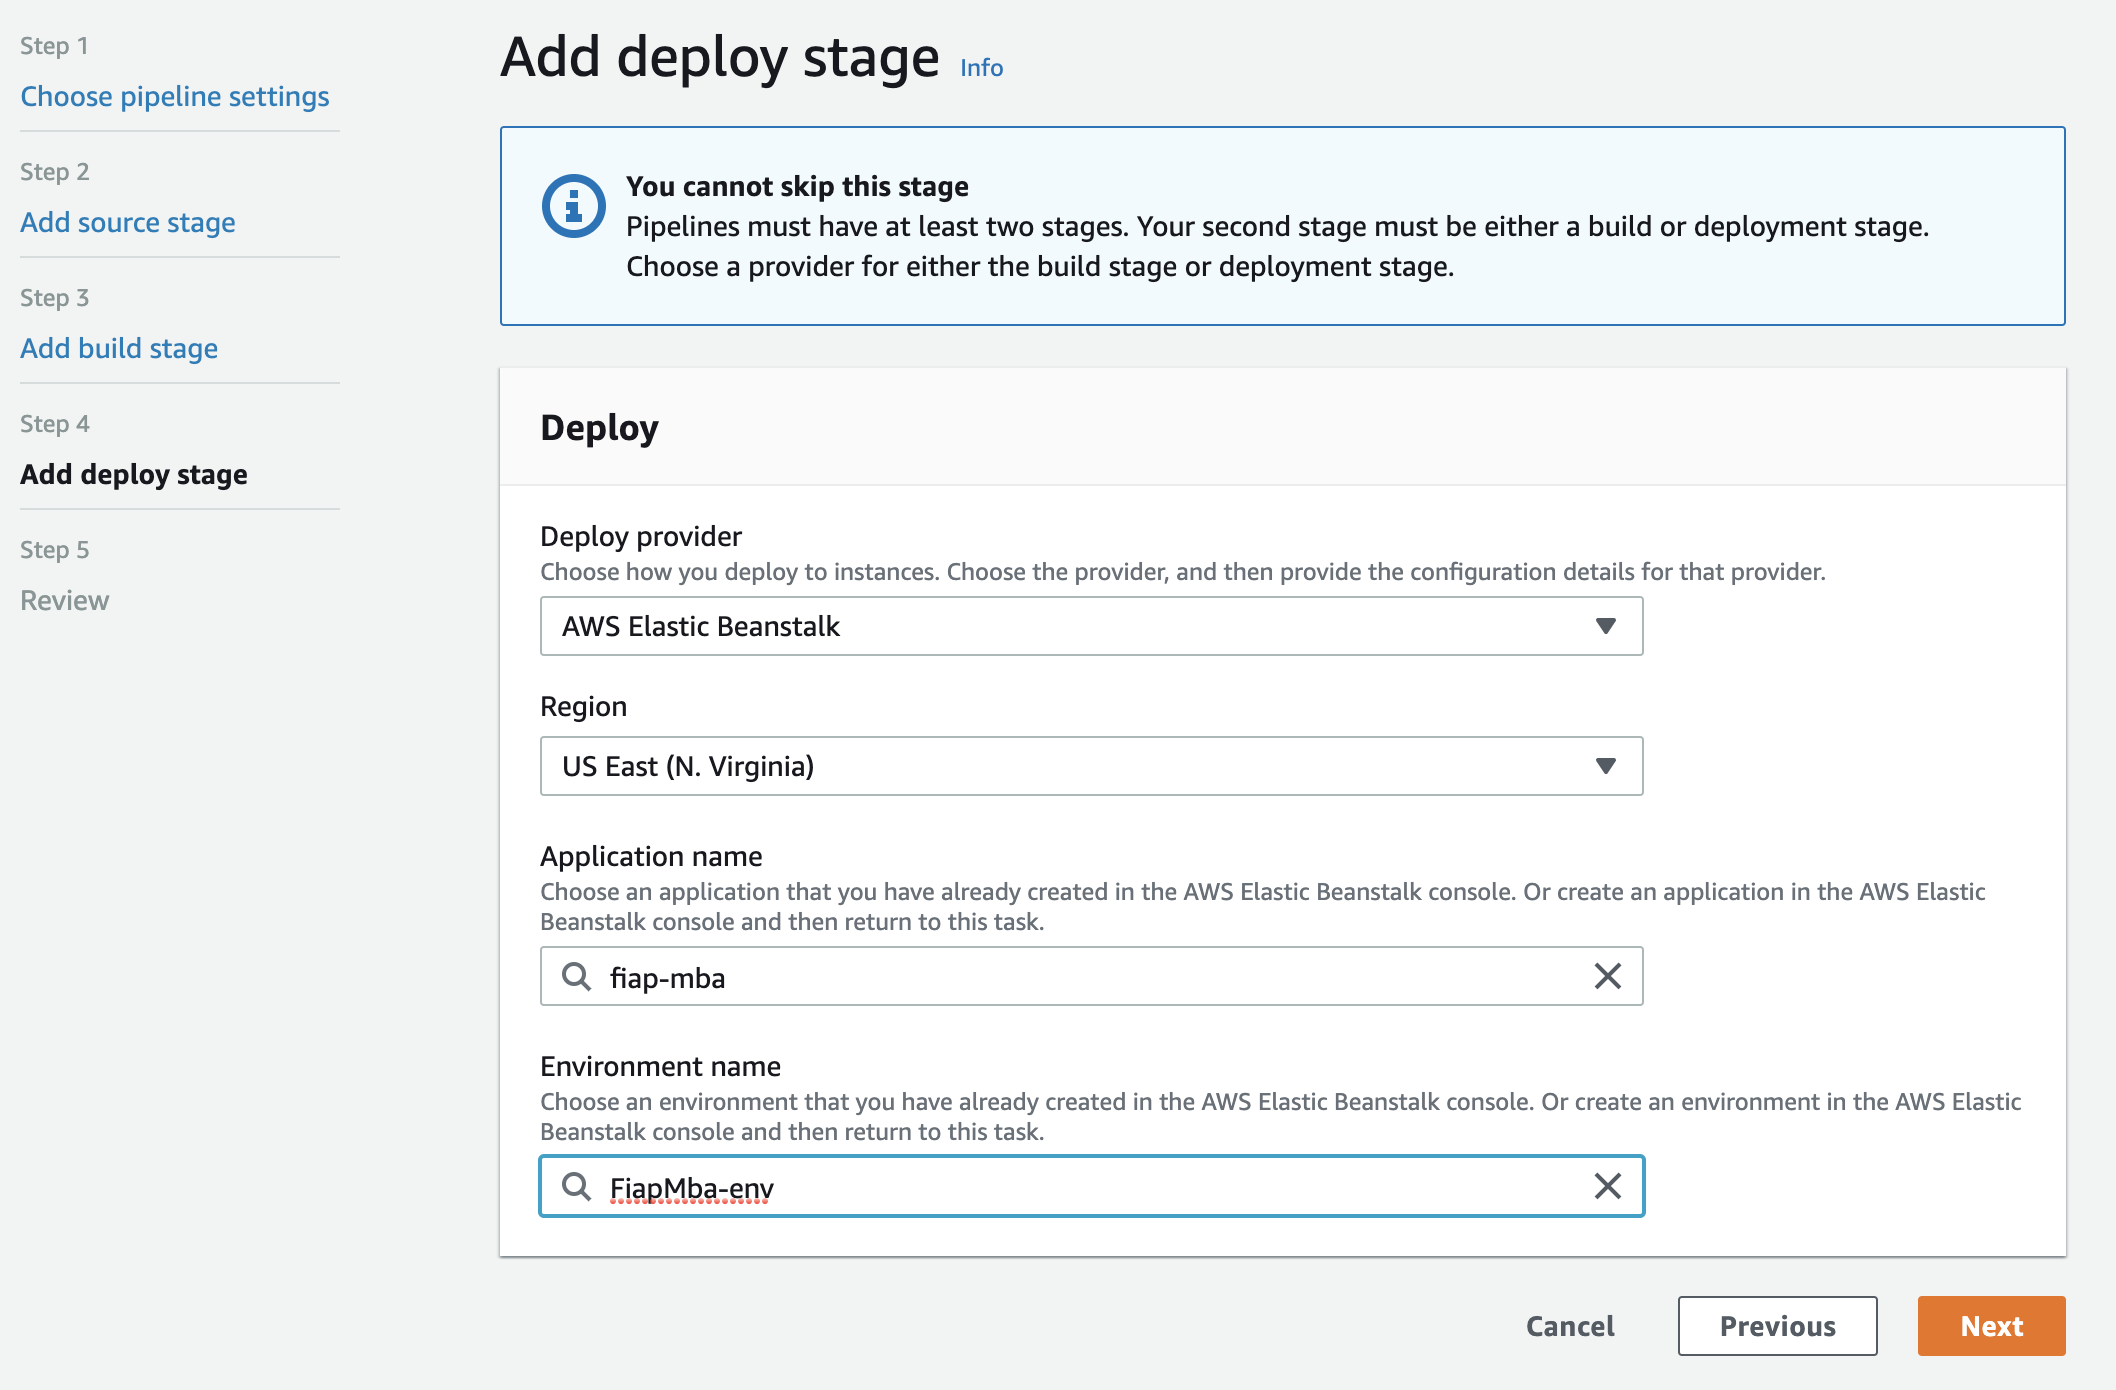 Step 1
Choose pipeline settings
Step 2
Add source stage
Step 3
Add build stage
Step 4
Add deploy stage
Step 5
Review
Add deploy stage Info
You cannot skip this stage
Pipelines must have at least two stages. Your second stage must be either a build or deployment stage.
Choose a provider for either the build stage or deployment stage.
Deploy
Deploy provider
Choose how you deploy to instances. Choose the provider, and then provide the configuration details for that provider.
AWS Elastic Beanstalk
Region
US East (N. Virginia)
Application name
Choose an application that you have already created in the AWS Elastic Beanstalk console. Or create an application in the AWS Elastic
Beanstalk console and then return to this task.
fiap-mba
Environment name
Choose an environment that you have already created in the AWS Elastic Beanstalk console. Or create an environment in the AWS Elastic
Beanstalk console and then return to this task.
FiapMba-env
Cancel Previous Next